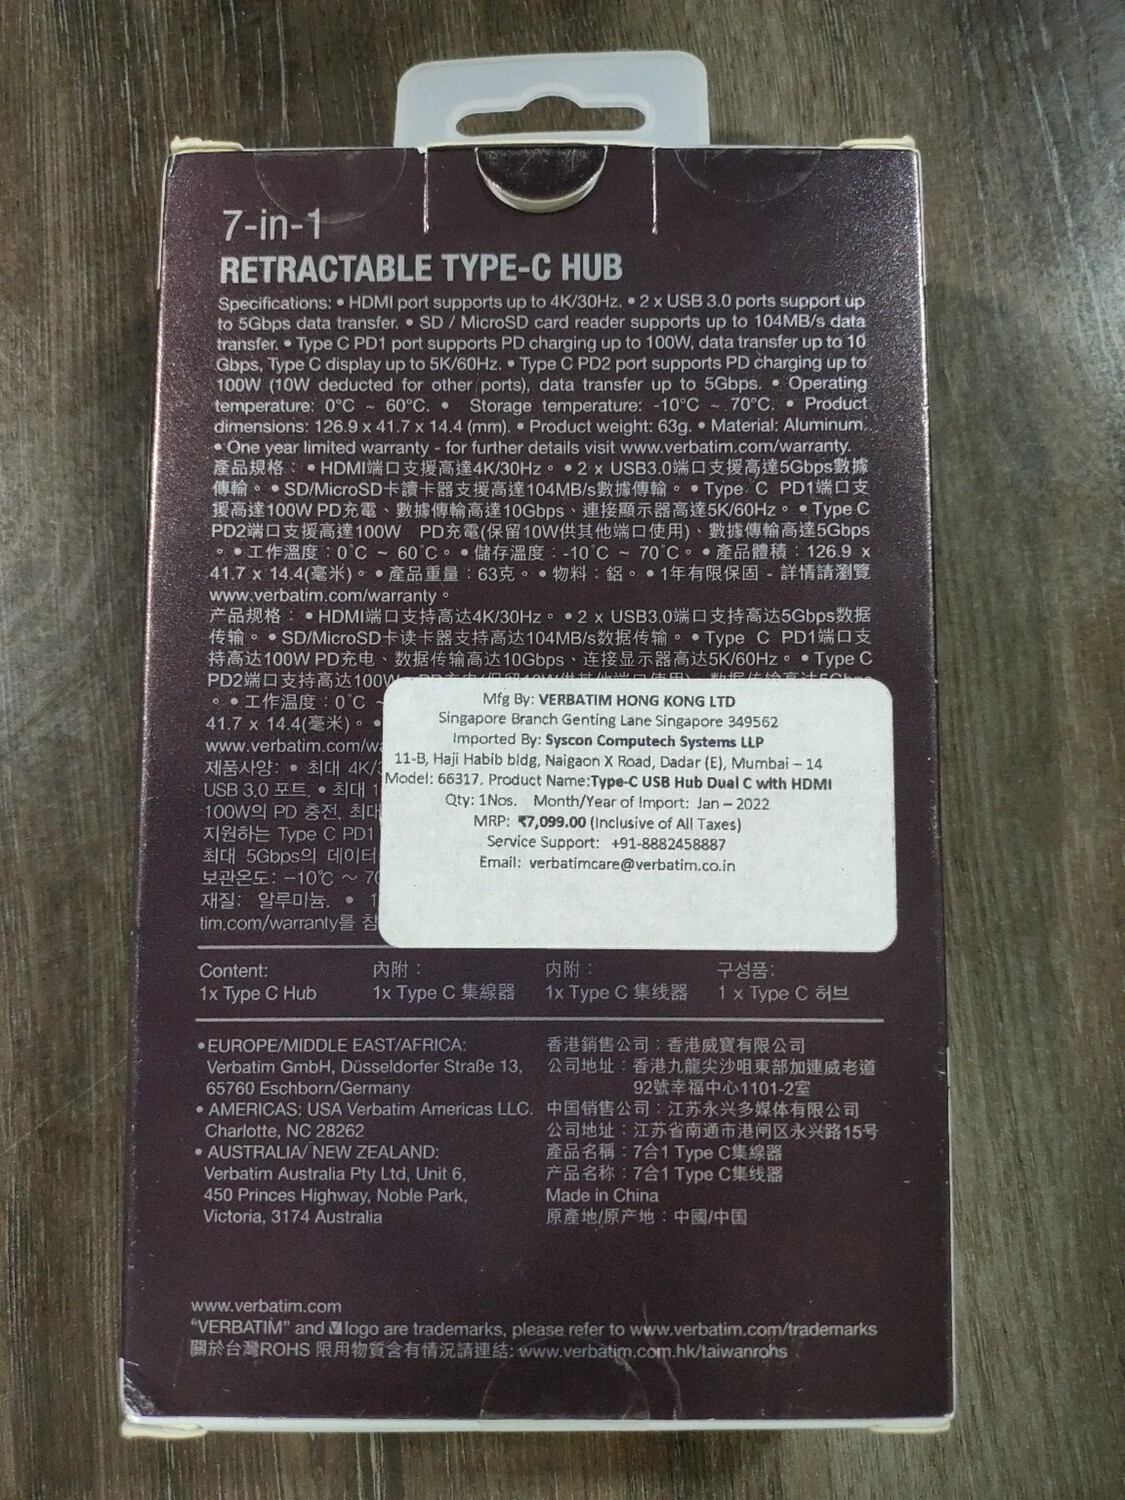 7-in-1
RETRACTABLE TYPE-C HUB
Specifications: • HDMI port supports up to 4K/30Hz. • 2 x USB 3.0 ports support up
to 5Gbps data transfer. • SD / MicroSD card reader supports up to 104MB/s data
transfer. • Type C PD1 port supports PD charging up to 100W, data transfer up to 10
Gbps, Type C display up to 5K/60Hz. • Type C PD2 port supports PD charging up to
100W (10W deducted for other ports), data transfer up to 5Gbps. • Operating
temperature: 0°C ~ 60°C. • Storage temperature: -10°C ~ 70°C. • Product
dimensions: 126.9 x 41.7 x 14.4 (mm). • Product weight: 63g. • Material: Aluminum.
• One year limited warranty - for further details visit www.verbatim.com/warranty.
產品規格：• HDMI端口支援高達4K/30Hz。• 2 x USB3.0端口支援高達5Gbps數據
傳輸。• SD/MicroSD卡讀卡器支援高達104MB/s數據傳輸。• Type C PD1端口支
援高達100W PD充電、數據傳輸高達10Gbps、連接顯示器高達5K/60Hz。• Type C
PD2端口支援高達100W PD充電(保留10W供其他端口使用)、數據傳輸高達5Gbps
。• 工作溫度：0°C ~ 60°C。• 儲存溫度：-10°C ~ 70°C。• 產品體積：126.9 x
41.7 x 14.4(毫米)。• 產品重量：63克。• 物料：鋁。• 1年有限保固 - 詳情請瀏覽
www.verbatim.com/warranty。
产品规格：• HDMI端口支持高达4K/30Hz。• 2 x USB3.0端口支持高达5Gbps数据
传输。• SD/MicroSD卡读卡器支持高达104MB/s数据传输。• Type C PD1端口支
持高达100W PD充电、数据传输高达10Gbps、连接显示器高达5K/60Hz。• Type C
PD2端口支持高达100W
。• 工作温度：0°C ~
41.7 x 14.4(毫米)。•
www.verbatim.com/wa
제품사양: • 최대 4K/3
USB 3.0 포트. • 최대 1
100W의 PD 충전, 최대
지원하는 Type C PD1
최대 5Gbps의 데이터
보관온도: -10°C ~ 70
재질: 알루미늄. • 1
tim.com/warranty를 참
Mfg By: VERBATIM HONG KONG LTD
Singapore Branch Genting Lane Singapore 349562
Imported By: Syscon Computech Systems LLP
11-B, Haji Habib bldg, Naigaon X Road, Dadar (E), Mumbai – 14
Model: 66317. Product Name:Type-C USB Hub Dual C with HDMI
Qty: 1Nos. Month/Year of Import: Jan – 2022
MRP: ₹7,099.00 (Inclusive of All Taxes)
Service Support: +91-8882458887
Email: verbatimcare@verbatim.co.in
Content:
1x Type C Hub
內附：
1x Type C 集線器
内附：
1x Type C 集线器
구성품:
1 x Type C 허브
• EUROPE/MIDDLE EAST/AFRICA:
Verbatim GmbH, Düsseldorfer Straße 13,
65760 Eschborn/Germany
• AMERICAS: USA Verbatim Americas LLC.
Charlotte, NC 28262
• AUSTRALIA/ NEW ZEALAND:
Verbatim Australia Pty Ltd, Unit 6,
450 Princes Highway, Noble Park,
Victoria, 3174 Australia
香港銷售公司：香港威寶有限公司
公司地址：香港九龍尖沙咀東部加連威老道
92號幸福中心1101-2室
中国销售公司：江苏永兴多媒体有限公司
公司地址：江苏省南通市港闸区永兴路15号
產品名稱：7合1 Type C集線器
产品名称：7合1 Type C集线器
Made in China
原產地/原产地：中國/中国
www.verbatim.com
"VERBATIM" and logo are trademarks, please refer to www.verbatim.com/trademarks
關於台灣ROHS 限用物質含有情況請連結: www.verbatim.com.hk/taiwanrohs